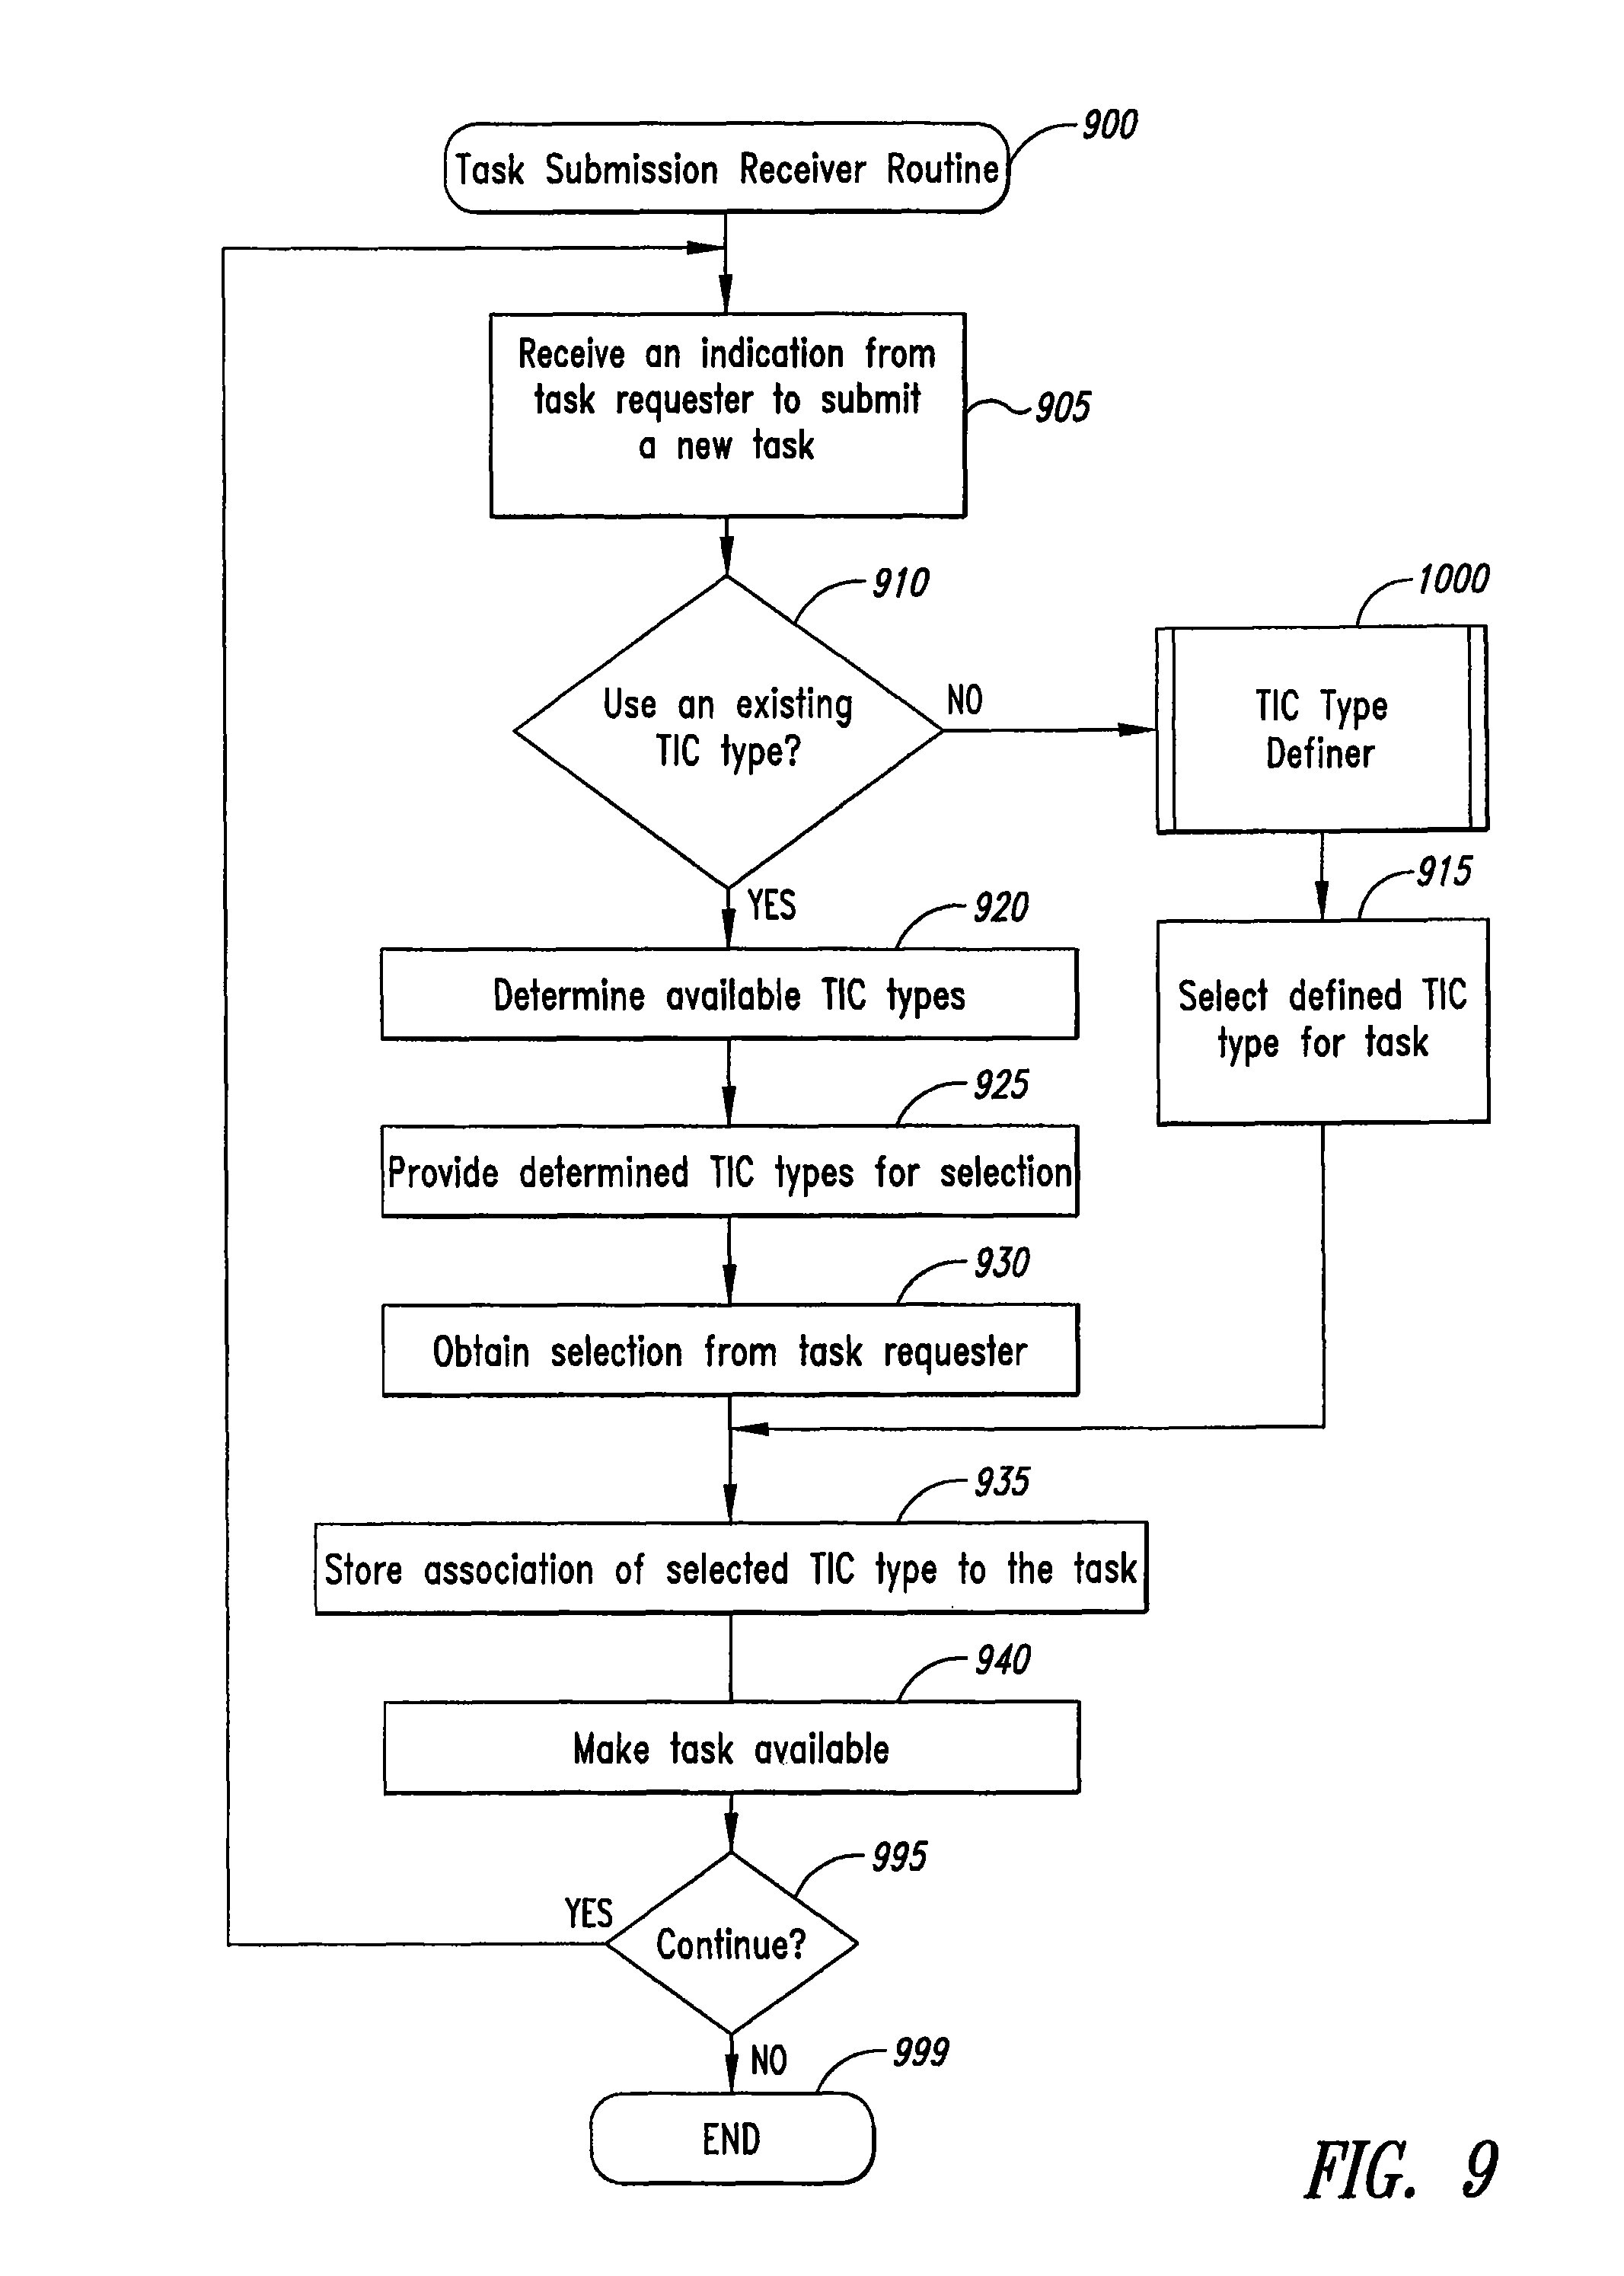 900
Task Submission Receiver Routine
Receive an indication from
task requester to submit
a new task
905
910
Use an existing
TIC type?
NO
YES
1000
TIC Type
Definer
915
Select defined TIC
type for task
920
Determine available TIC types
925
Provide determined TIC types for selection
930
Obtain selection from task requester
935
Store association of selected TIC type to the task
940
Make task available
995
YES
Continue?
NO
999
END
FIG. 9